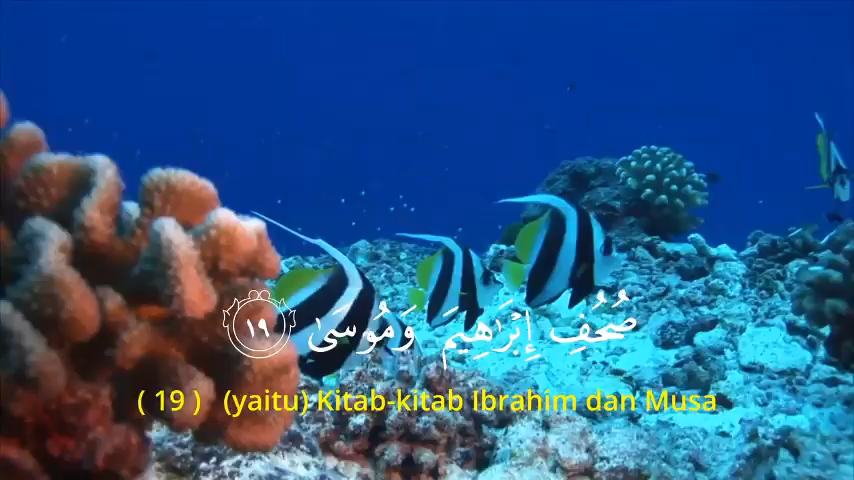 صُحُفِ إِبْرَٰهِيمَ وَمُوسَىٰ ١٩
( 19 ) (yaitu) Kitab-kitab Ibrahim dan Musa